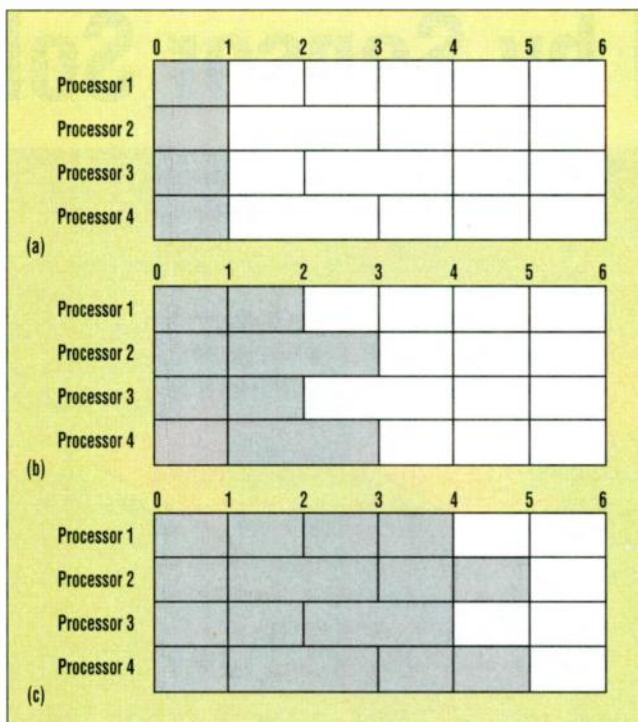 0 1 2 3 4 5 6
Processor 1
Processor 2
Processor 3
Processor 4
(a)
0 1 2 3 4 5 6
Processor 1
Processor 2
Processor 3
Processor 4
(b)
0 1 2 3 4 5 6
Processor 1
Processor 2
Processor 3
Processor 4
(c)